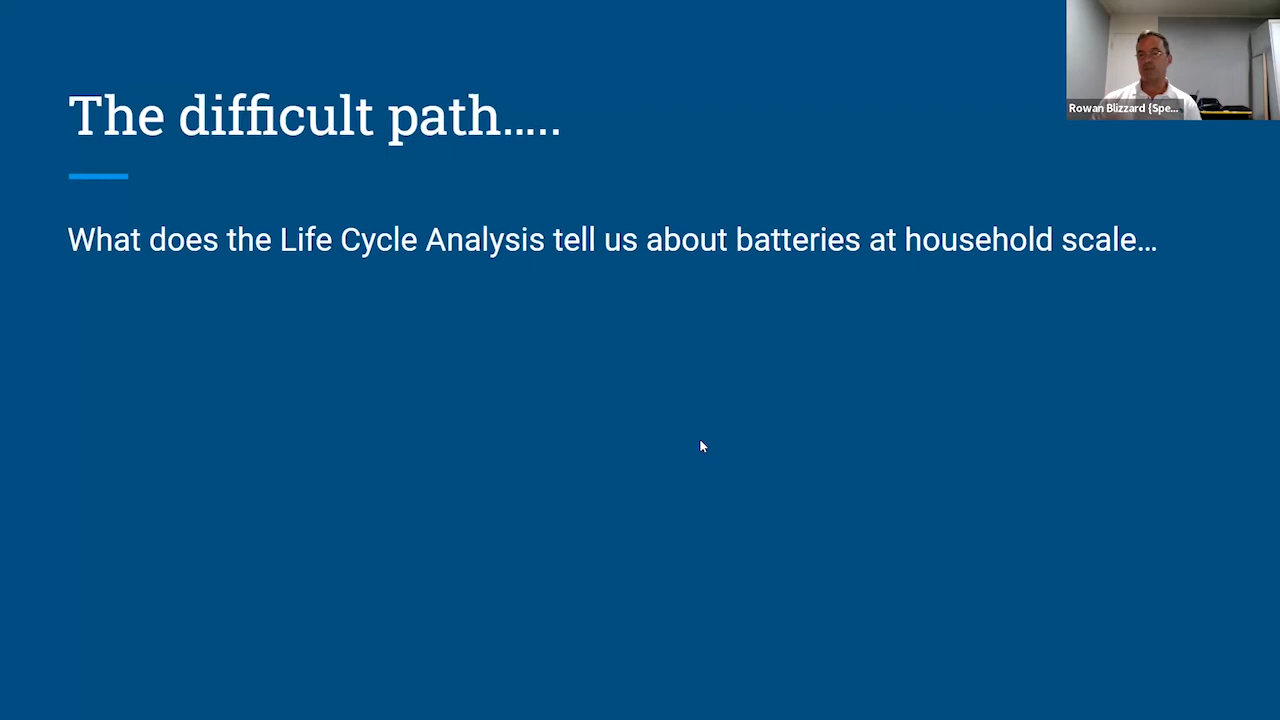 The difficult path.....
What does the Life Cycle Analysis tell us about batteries at household scale...
Rowan Blizzard (Spe...